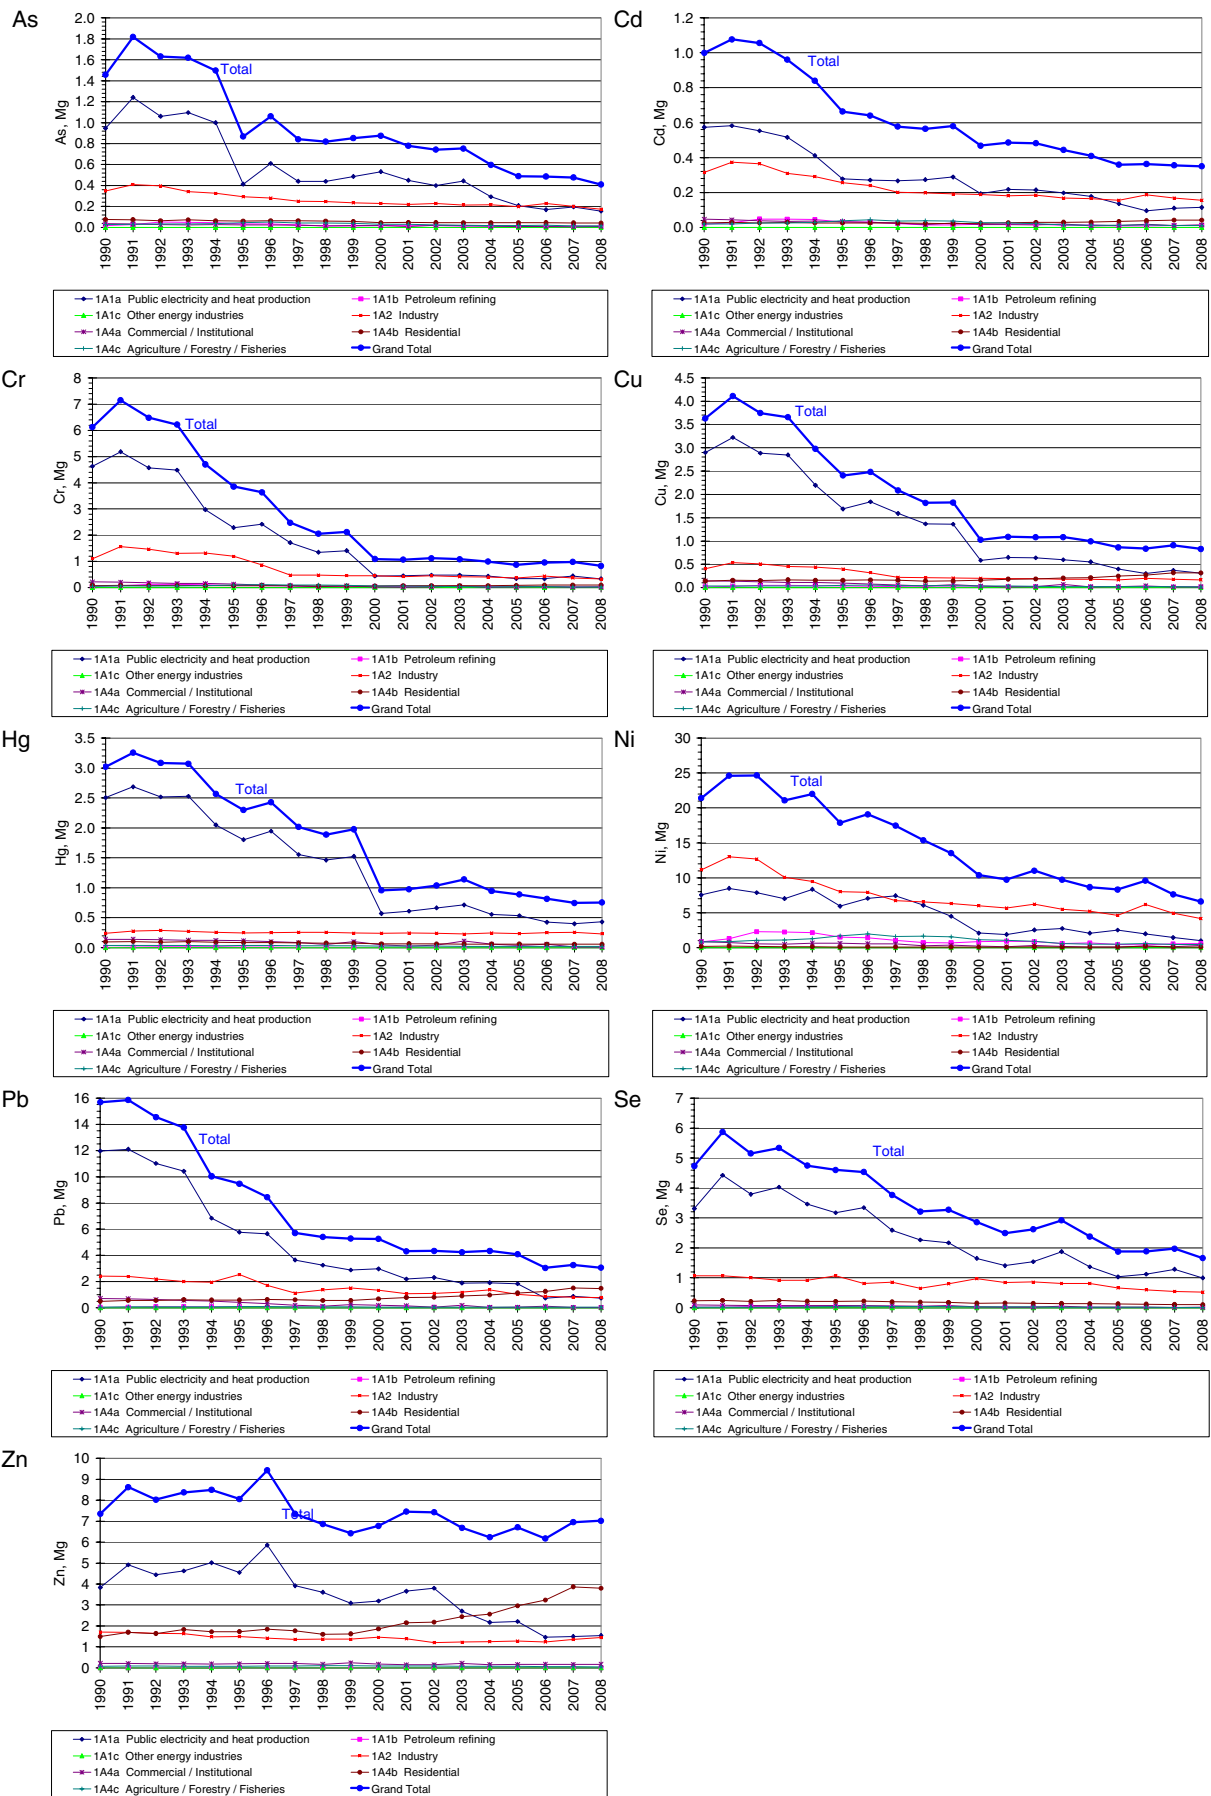 As
As, Mg
2.0
1.8
1.6
1.4
1.2
1.0
0.8
0.6
0.4
0.2
0.0
Total
1990 1991 1992 1993 1994 1995 1996 1997 1998 1999 2000 2001 2002 2003 2004 2005 2006 2007 2008
1A1a Public electricity and heat production 1A1b Petroleum refining
1A1c Other energy industries 1A2 Industry
1A4a Commercial / Institutional 1A4b Residential
1A4c Agriculture / Forestry / Fisheries Grand Total
Cd
Cd, Mg
1.2
1.0
0.8
0.6
0.4
0.2
0.0
Total
1990 1991 1992 1993 1994 1995 1996 1997 1998 1999 2000 2001 2002 2003 2004 2005 2006 2007 2008
1A1a Public electricity and heat production 1A1b Petroleum refining
1A1c Other energy industries 1A2 Industry
1A4a Commercial / Institutional 1A4b Residential
1A4c Agriculture / Forestry / Fisheries Grand Total
Cr
Cr, Mg
8
7
6
5
4
3
2
1
0
Total
1990 1991 1992 1993 1994 1995 1996 1997 1998 1999 2000 2001 2002 2003 2004 2005 2006 2007 2008
1A1a Public electricity and heat production 1A1b Petroleum refining
1A1c Other energy industries 1A2 Industry
1A4a Commercial / Institutional 1A4b Residential
1A4c Agriculture / Forestry / Fisheries Grand Total
Cu
Cu, Mg
4.5
4.0
3.5
3.0
2.5
2.0
1.5
1.0
0.5
0.0
Total
1990 1991 1992 1993 1994 1995 1996 1997 1998 1999 2000 2001 2002 2003 2004 2005 2006 2007 2008
1A1a Public electricity and heat production 1A1b Petroleum refining
1A1c Other energy industries 1A2 Industry
1A4a Commercial / Institutional 1A4b Residential
1A4c Agriculture / Forestry / Fisheries Grand Total
Hg
Hg, Mg
3.5
3.0
2.5
2.0
1.5
1.0
0.5
0.0
Total
1990 1991 1992 1993 1994 1995 1996 1997 1998 1999 2000 2001 2002 2003 2004 2005 2006 2007 2008
1A1a Public electricity and heat production 1A1b Petroleum refining
1A1c Other energy industries 1A2 Industry
1A4a Commercial / Institutional 1A4b Residential
1A4c Agriculture / Forestry / Fisheries Grand Total
Ni
Ni, Mg
30
25
20
15
10
5
0
Total
1990 1991 1992 1993 1994 1995 1996 1997 1998 1999 2000 2001 2002 2003 2004 2005 2006 2007 2008
1A1a Public electricity and heat production 1A1b Petroleum refining
1A1c Other energy industries 1A2 Industry
1A4a Commercial / Institutional 1A4b Residential
1A4c Agriculture / Forestry / Fisheries Grand Total
Pb
Pb, Mg
16
14
12
10
8
6
4
2
0
Total
1990 1991 1992 1993 1994 1995 1996 1997 1998 1999 2000 2001 2002 2003 2004 2005 2006 2007 2008
1A1a Public electricity and heat production 1A1b Petroleum refining
1A1c Other energy industries 1A2 Industry
1A4a Commercial / Institutional 1A4b Residential
1A4c Agriculture / Forestry / Fisheries Grand Total
Se
Se, Mg
7
6
5
4
3
2
1
0
Total
1990 1991 1992 1993 1994 1995 1996 1997 1998 1999 2000 2001 2002 2003 2004 2005 2006 2007 2008
1A1a Public electricity and heat production 1A1b Petroleum refining
1A1c Other energy industries 1A2 Industry
1A4a Commercial / Institutional 1A4b Residential
1A4c Agriculture / Forestry / Fisheries Grand Total
Zn
Zn, Mg
10
9
8
7
6
5
4
3
2
1
0
Total
1990 1991 1992 1993 1994 1995 1996 1997 1998 1999 2000 2001 2002 2003 2004 2005 2006 2007 2008
1A1a Public electricity and heat production 1A1b Petroleum refining
1A1c Other energy industries 1A2 Industry
1A4a Commercial / Institutional 1A4b Residential
1A4c Agriculture / Forestry / Fisheries Grand Total